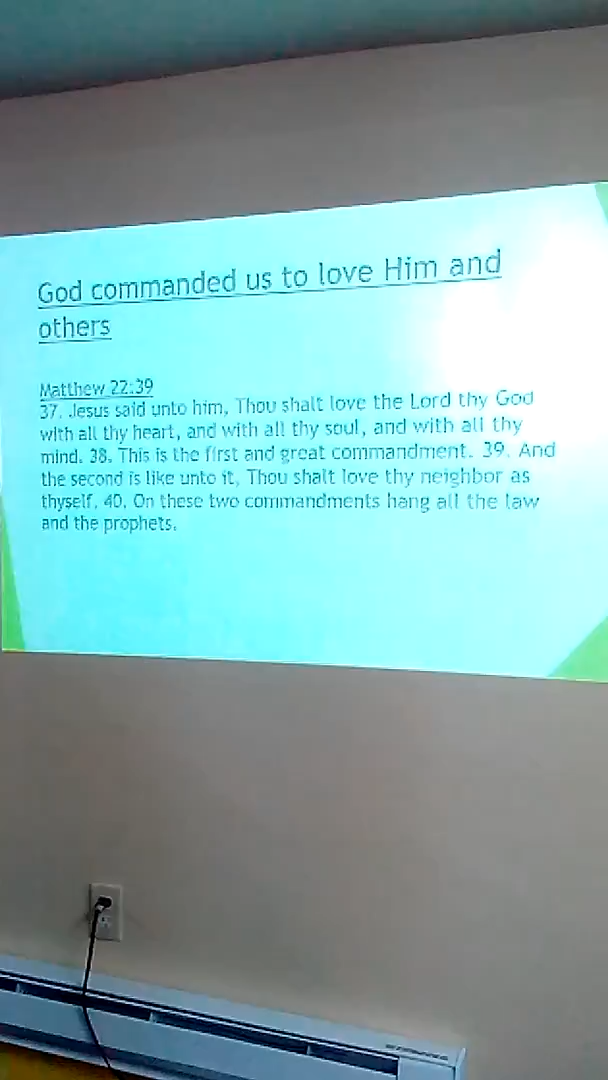 God commanded us to love Him and
others
Matthew 22:39
37. Jesus said unto him, Thou shalt love the Lord thy God
with all thy heart, and with all thy soul, and with all thy
mind. 38. This is the first and great commandment. 39. And
the second is like unto it, Thou shalt love thy neighbor as
thyself. 40. On these two commandments hang all the law
and the prophets.